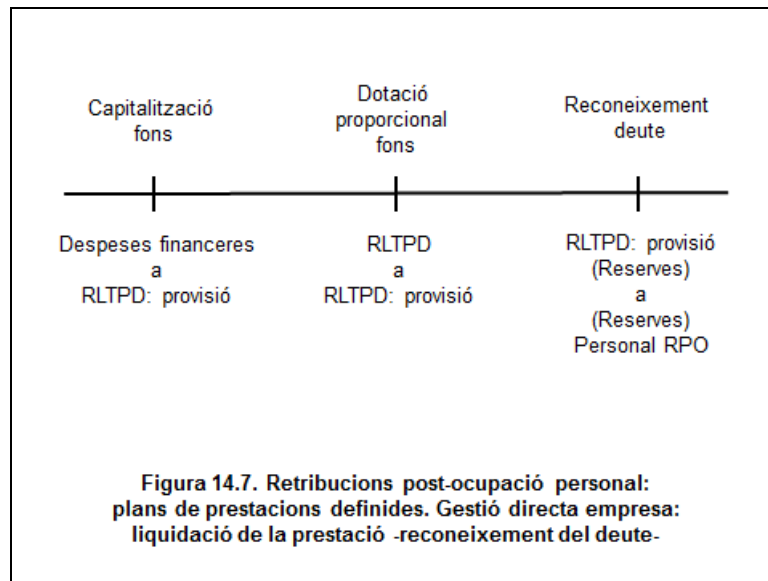 Capitalització
fons
Dotació
proporcional
fons
Reconeixement
deute
Despeses financeres
a
RLTPD: provisió
RLTPD
a
RLTPD: provisió
RLTPD: provisió
(Reserves)
a
(Reserves)
Personal RPO
Figura 14.7. Retribucions post-ocupació personal:
plans de prestacions definides. Gestió directa empresa:
liquidació de la prestació -reconeixement del deute-